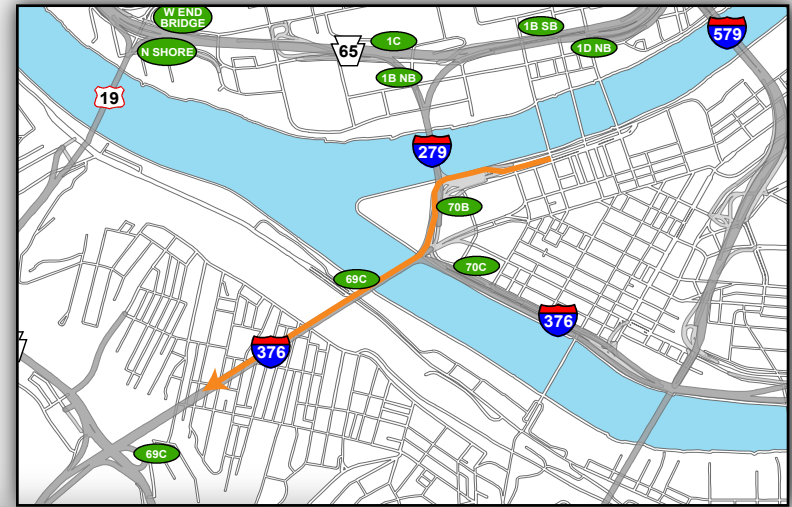 W END
BRIDGE
1B SB
579
N SHORE
65
1C
1D NB
1B NB
19
279
70B
70C
69C
376
376
69C